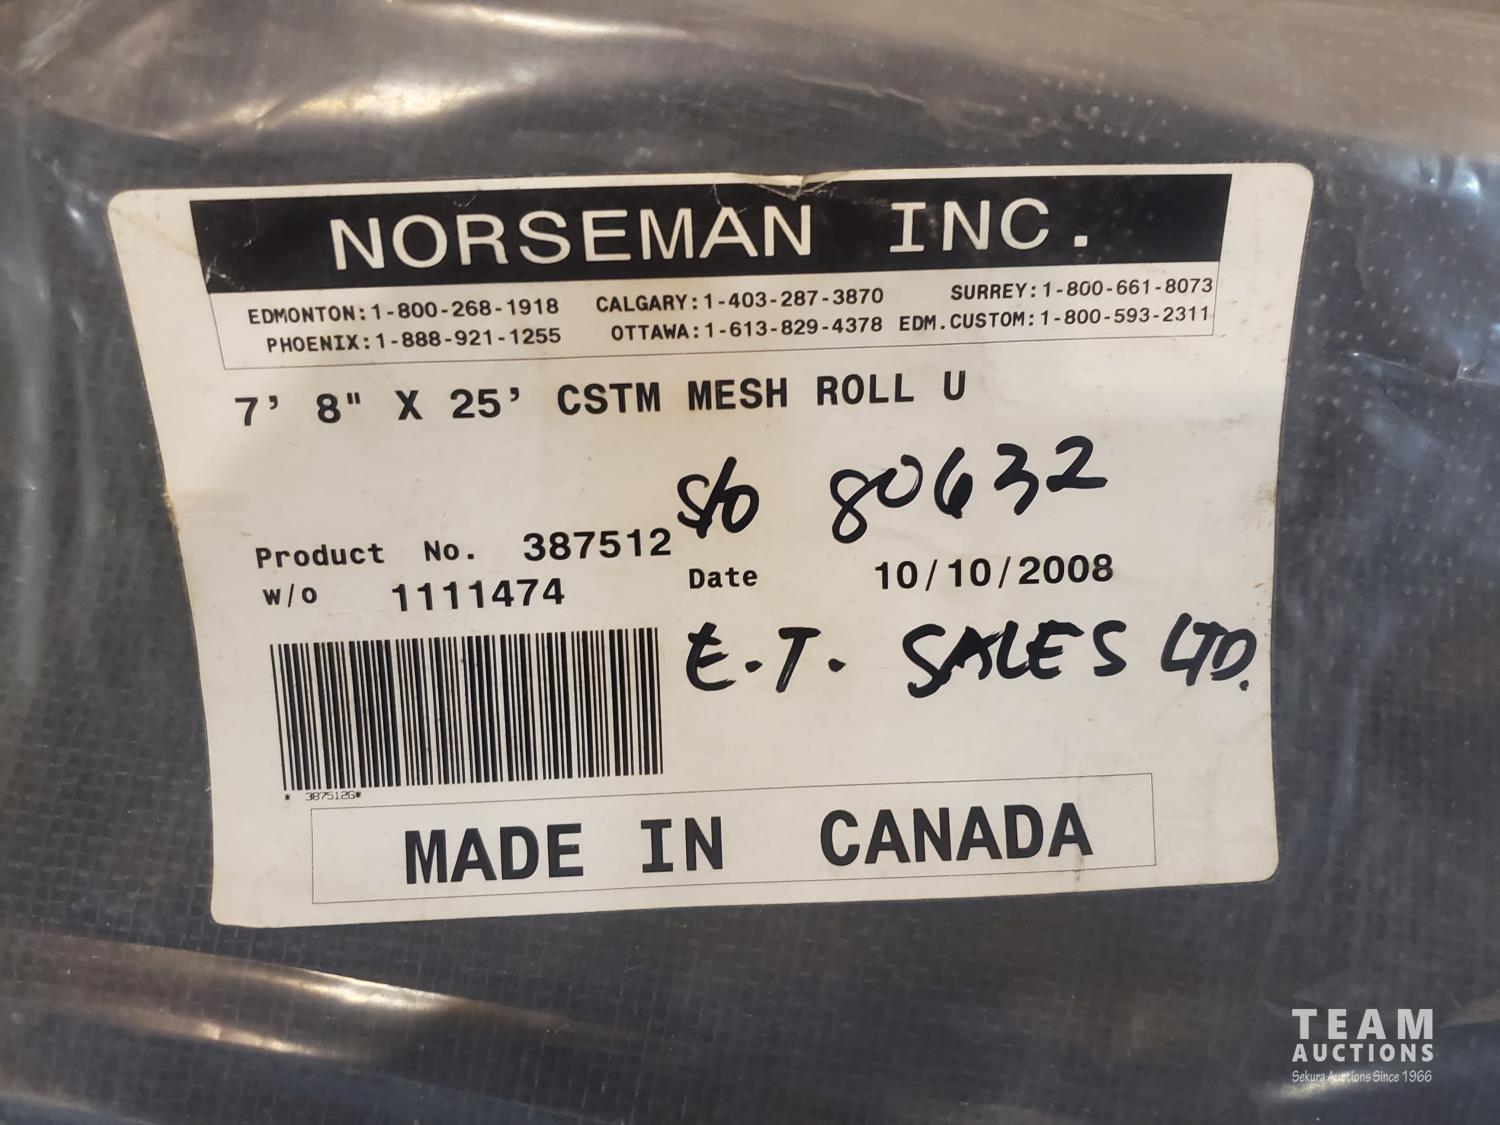 NORSEMAN INC.
EDMONTON:1-800-268-1918 CALGARY:1-403-287-3870 SURREY:1-800-661-8073
PHOENIX:1-888-921-1255 OTTAWA:1-613-829-4378 EDM.CUSTOM:1-800-593-2311
7' 8" X 25' CSTM MESH ROLL U
S/O 80632
Product No. 387512
Date 10/10/2008
w/o 1111474
E.T. SALES LTD.
* 387512G*
MADE IN CANADA
TEAM
AUCTIONS
Sekura Auctions Since 1966